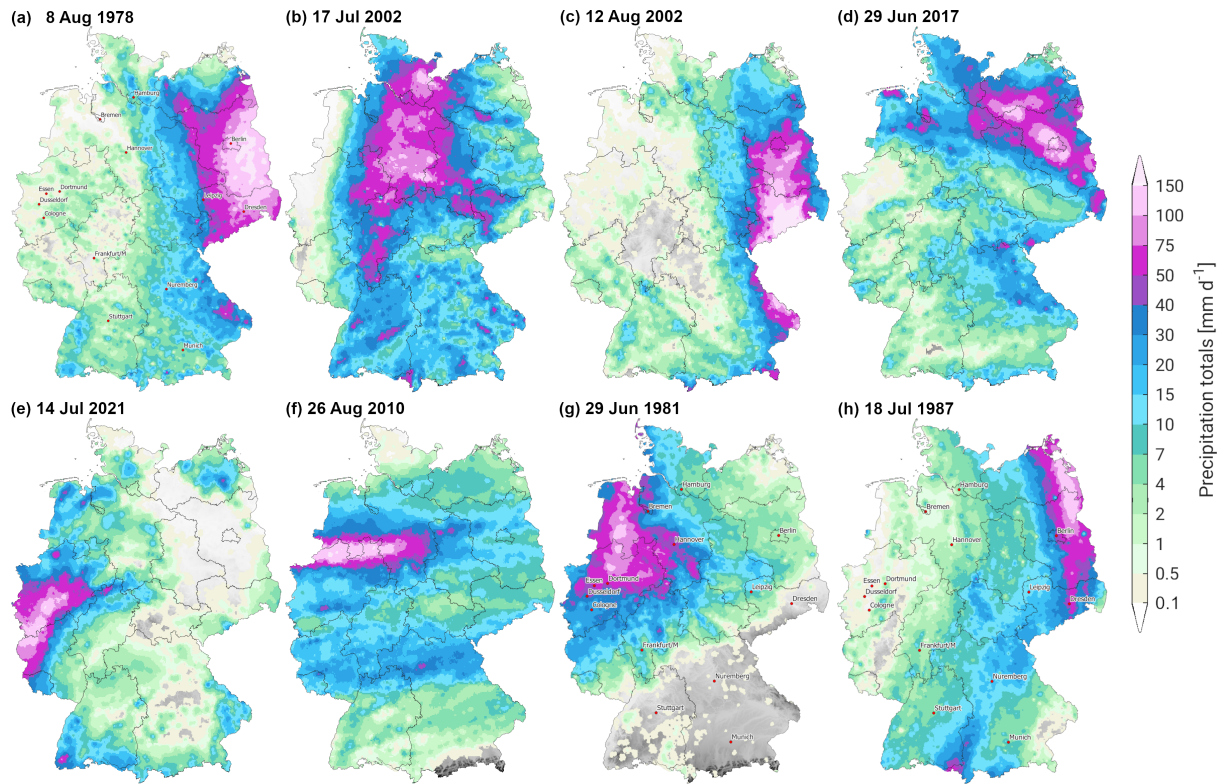 (a) 8 Aug 1978
(b) 17 Jul 2002
(c) 12 Aug 2002
(d) 29 Jun 2017
Hamburg
Bremen
Hannover
Berlin
Essen
Dortmund
Dusseldorf
Cologne
Leipzig
Dresden
Frankfurt/M
Nuremberg
Stuttgart
Munich
150
100
75
50
40
30
20
15
10
7
4
2
1
0.5
0.1
Precipitation totals [mm d⁻¹]
(e) 14 Jul 2021
(f) 26 Aug 2010
(g) 29 Jun 1981
(h) 18 Jul 1987
Hamburg
Bremen
Berlin
Hannover
Essen
Dortmund
Dusseldorf
Cologne
Leipzig
Dresden
Frankfurt/M
Nuremberg
Stuttgart
Munich
Hamburg
Bremen
Berlin
Hannover
Essen
Dortmund
Dusseldorf
Cologne
Leipzig
Dresden
Frankfurt/M
Nuremberg
Stuttgart
Munich